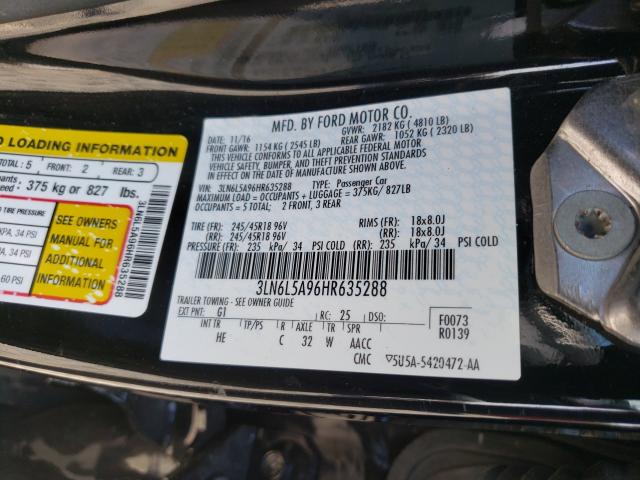 D LOADING INFORMATION
TOTAL: 5 FRONT: 2 REAR: 3
375 kg or 827 lbs.
TIRE PRESSURE
SEE OWNERS
MANUAL FOR
ADDITIONAL
INFORMATION
KPA, 34 PSI
KPA, 34 PSI
60 PSI
3LN6L5A96HR635288
MFD. BY FORD MOTOR CO.
DATE: 11/16 GVWR: 2182 KG ( 4810 LB)
FRONT GAWR: 1154 KG ( 2545 LB) REAR GAWR: 1052 KG ( 2320 LB)
THIS VEHICLE CONFORMS TO ALL APPLICABLE FEDERAL MOTOR
VEHICLE SAFETY, BUMPER, AND THEFT PREVENTION STANDARDS IN
EFFECT ON THE DATE OF MANUFACTURE SHOWN ABOVE.
VEHICLE IN: 3LN6L5A96HR635288 TYPE: Passenger Car
MAXIMUM LOAD = OCCUPANTS + LUGGAGE = 375KG/ 827LB
OCCUPANTS = 5 TOTAL; 2 FRONT, 3 REAR
TIRE (FR): 245/45R18 96V RIMS (FR): 18x8.0J
(RR): 245/45R18 96V (RR): 18x8.0J
PRESSURE (FR): 235 kPa/ 34 PSI COLD (RR): 235 kPa/ 34 PSI COLD
3LN6L5A96HR635288
TRAILER TOWING - SEE OWNER GUIDE
EXT PNT: G1 RC: 25 DSO: F0073
INT TR TP/PS R AXLE TR SPR R0139
HE C 32 W AACC
CMC ▽5U5A-5420472-AA